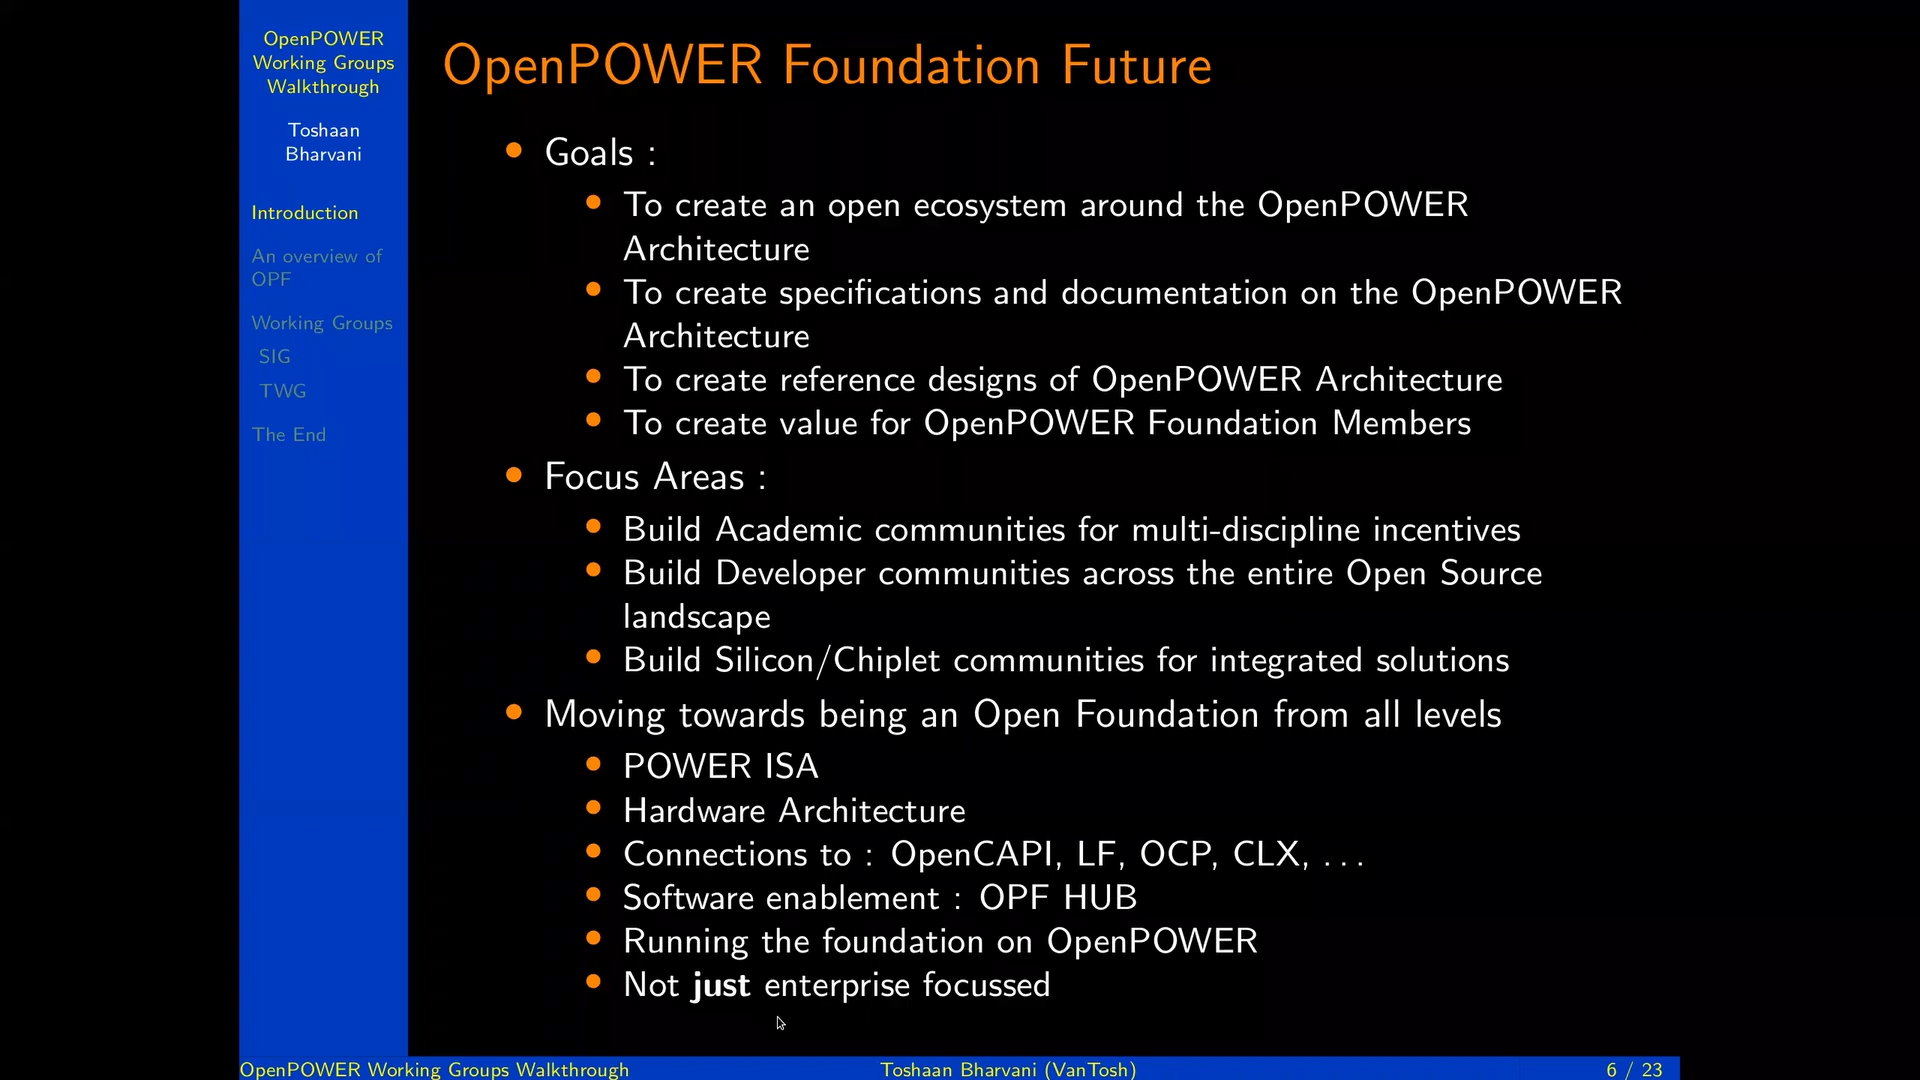 OpenPOWER
Working Groups
Walkthrough
Toshaan
Bharvani
Introduction
An overview of
OPF
Working Groups
SIG
TWG
The End
OpenPOWER Foundation Future
• Goals :
• To create an open ecosystem around the OpenPOWER
Architecture
• To create specifications and documentation on the OpenPOWER
Architecture
• To create reference designs of OpenPOWER Architecture
• To create value for OpenPOWER Foundation Members
• Focus Areas :
• Build Academic communities for multi-discipline incentives
• Build Developer communities across the entire Open Source
landscape
• Build Silicon/Chiplet communities for integrated solutions
• Moving towards being an Open Foundation from all levels
• POWER ISA
• Hardware Architecture
• Connections to : OpenCAPI, LF, OCP, CLX, ...
• Software enablement : OPF HUB
• Running the foundation on OpenPOWER
• Not just enterprise focussed
OpenPOWER Working Groups Walkthrough
Toshaan Bharvani (VanTosh)
6 / 23